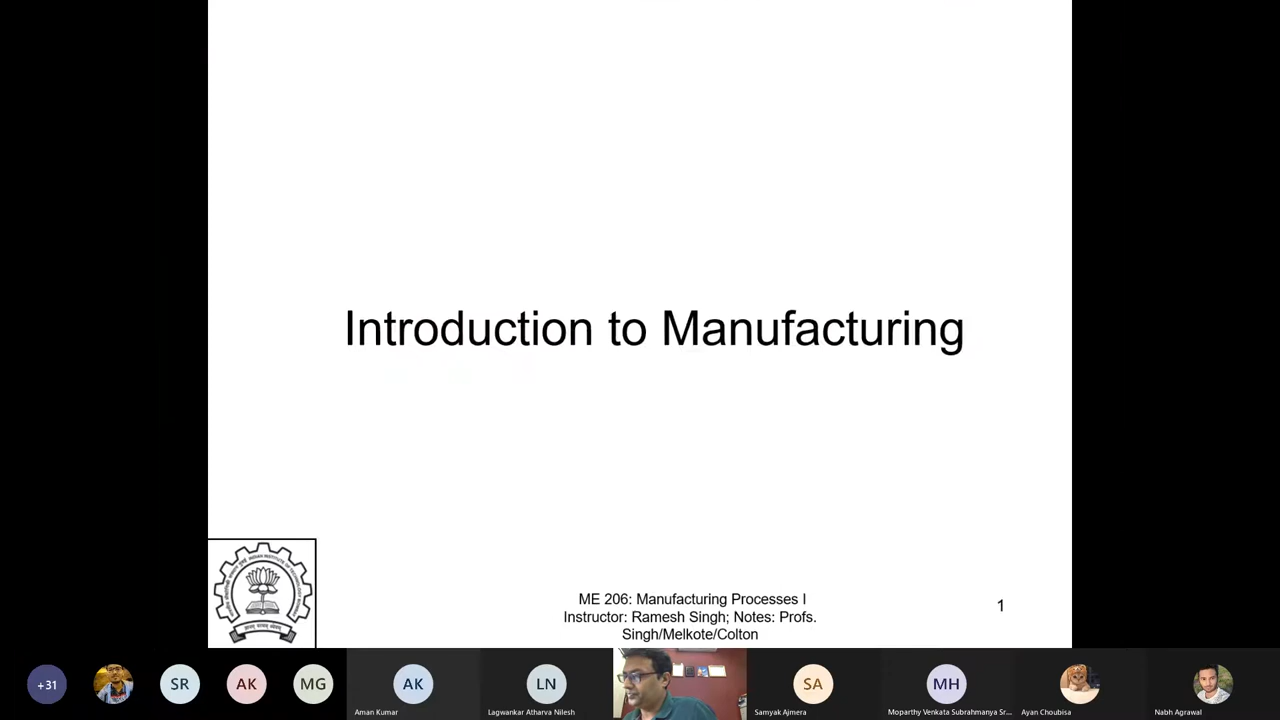 Introduction to Manufacturing
ME 206: Manufacturing Processes I
Instructor: Ramesh Singh; Notes: Profs.
Singh/Melkote/Colton
1
+31
SR
AK
MG
AK
Aman Kumar
LN
Lagwankar Atharva Nilesh
SA
Samyak Ajmera
MH
Moparthy Venkata Subrahmanya Sr...
Ayan Choubisa
Nabh Agrawal